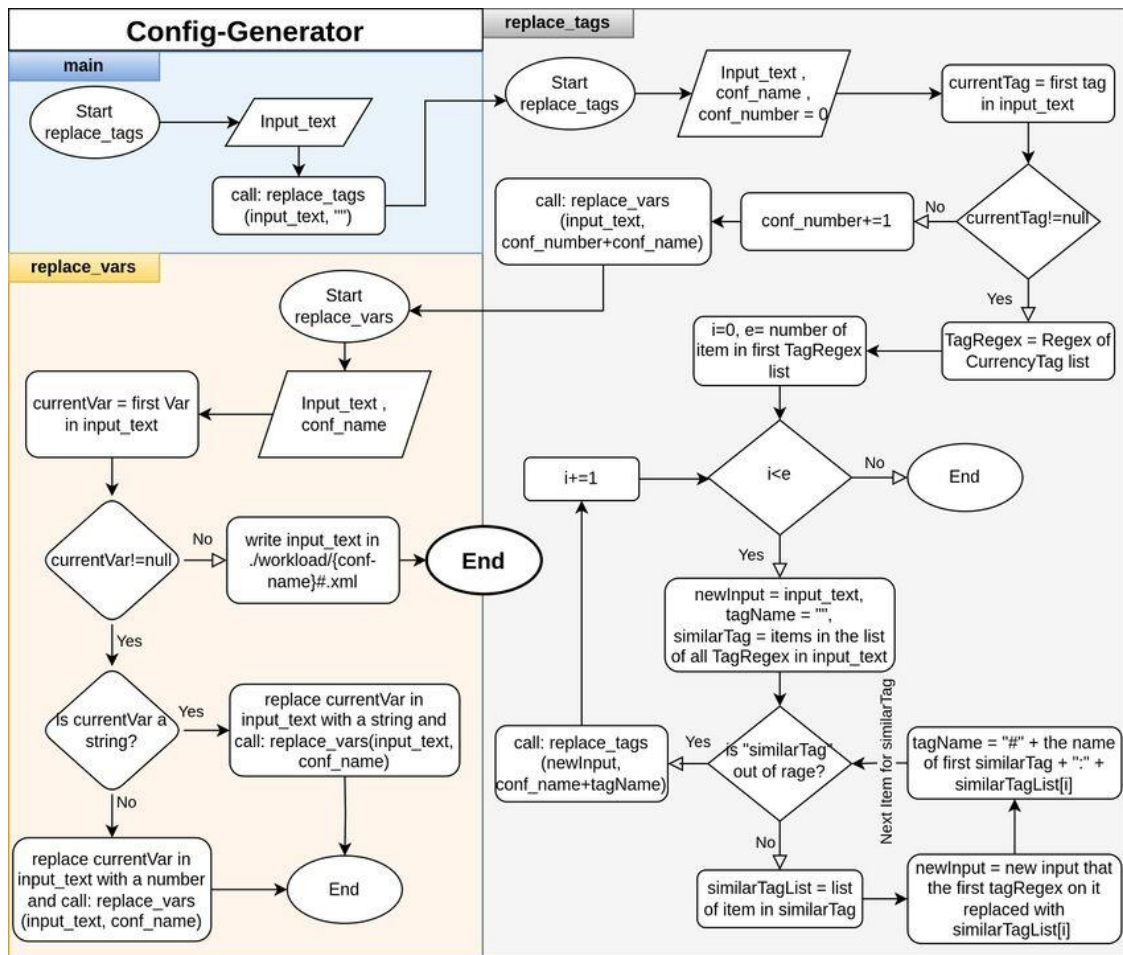 Config-Generator
main
Start
replace_tags
Input_text
call: replace_tags
(input_text, "")
replace_tags
Start
replace_tags
Input_text ,
conf_name ,
conf_number = 0
currentTag = first tag
in input_text
currentTag!=null
No
conf_number+=1
call: replace_vars
(input_text,
conf_number+conf_name)
Yes
TagRegex = Regex of
CurrencyTag list
i=0, e= number of
item in first TagRegex
list
i<e
No
End
i+=1
Yes
newInput = input_text,
tagName = "",
similarTag = items in the list
of all TagRegex in input_text
is "similarTag"
out of rage?
Yes
call: replace_tags
(newInput,
conf_name+tagName)
No
similarTagList = list
of item in similarTag
newInput = new input that
the first tagRegex on it
replaced with
similarTagList[i]
tagName = "#" + the name
of first similarTag + ":" +
similarTagList[i]
Next Item for similarTag
replace_vars
Start
replace_vars
Input_text ,
conf_name
currentVar = first Var
in input_text
currentVar!=null
No
write input_text in
./workload/{conf-
name}#.xml
End
Yes
Is currentVar a
string?
Yes
replace currentVar in
input_text with a string and
call: replace_vars(input_text,
conf_name)
No
replace currentVar in
input_text with a number
and call: replace_vars
(input_text, conf_name)
End